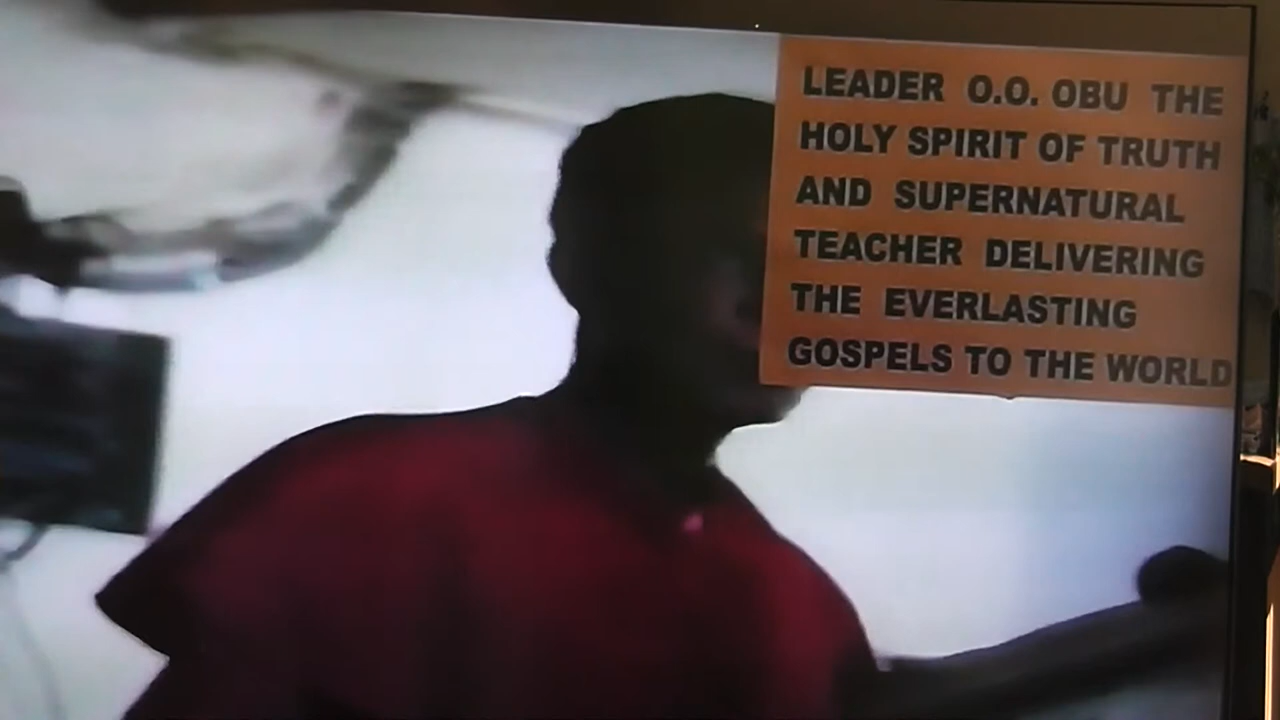 LEADER O.O. OBU THE
HOLY SPIRIT OF TRUTH
AND SUPERNATURAL
TEACHER DELIVERING
THE EVERLASTING
GOSPELS TO THE WORLD